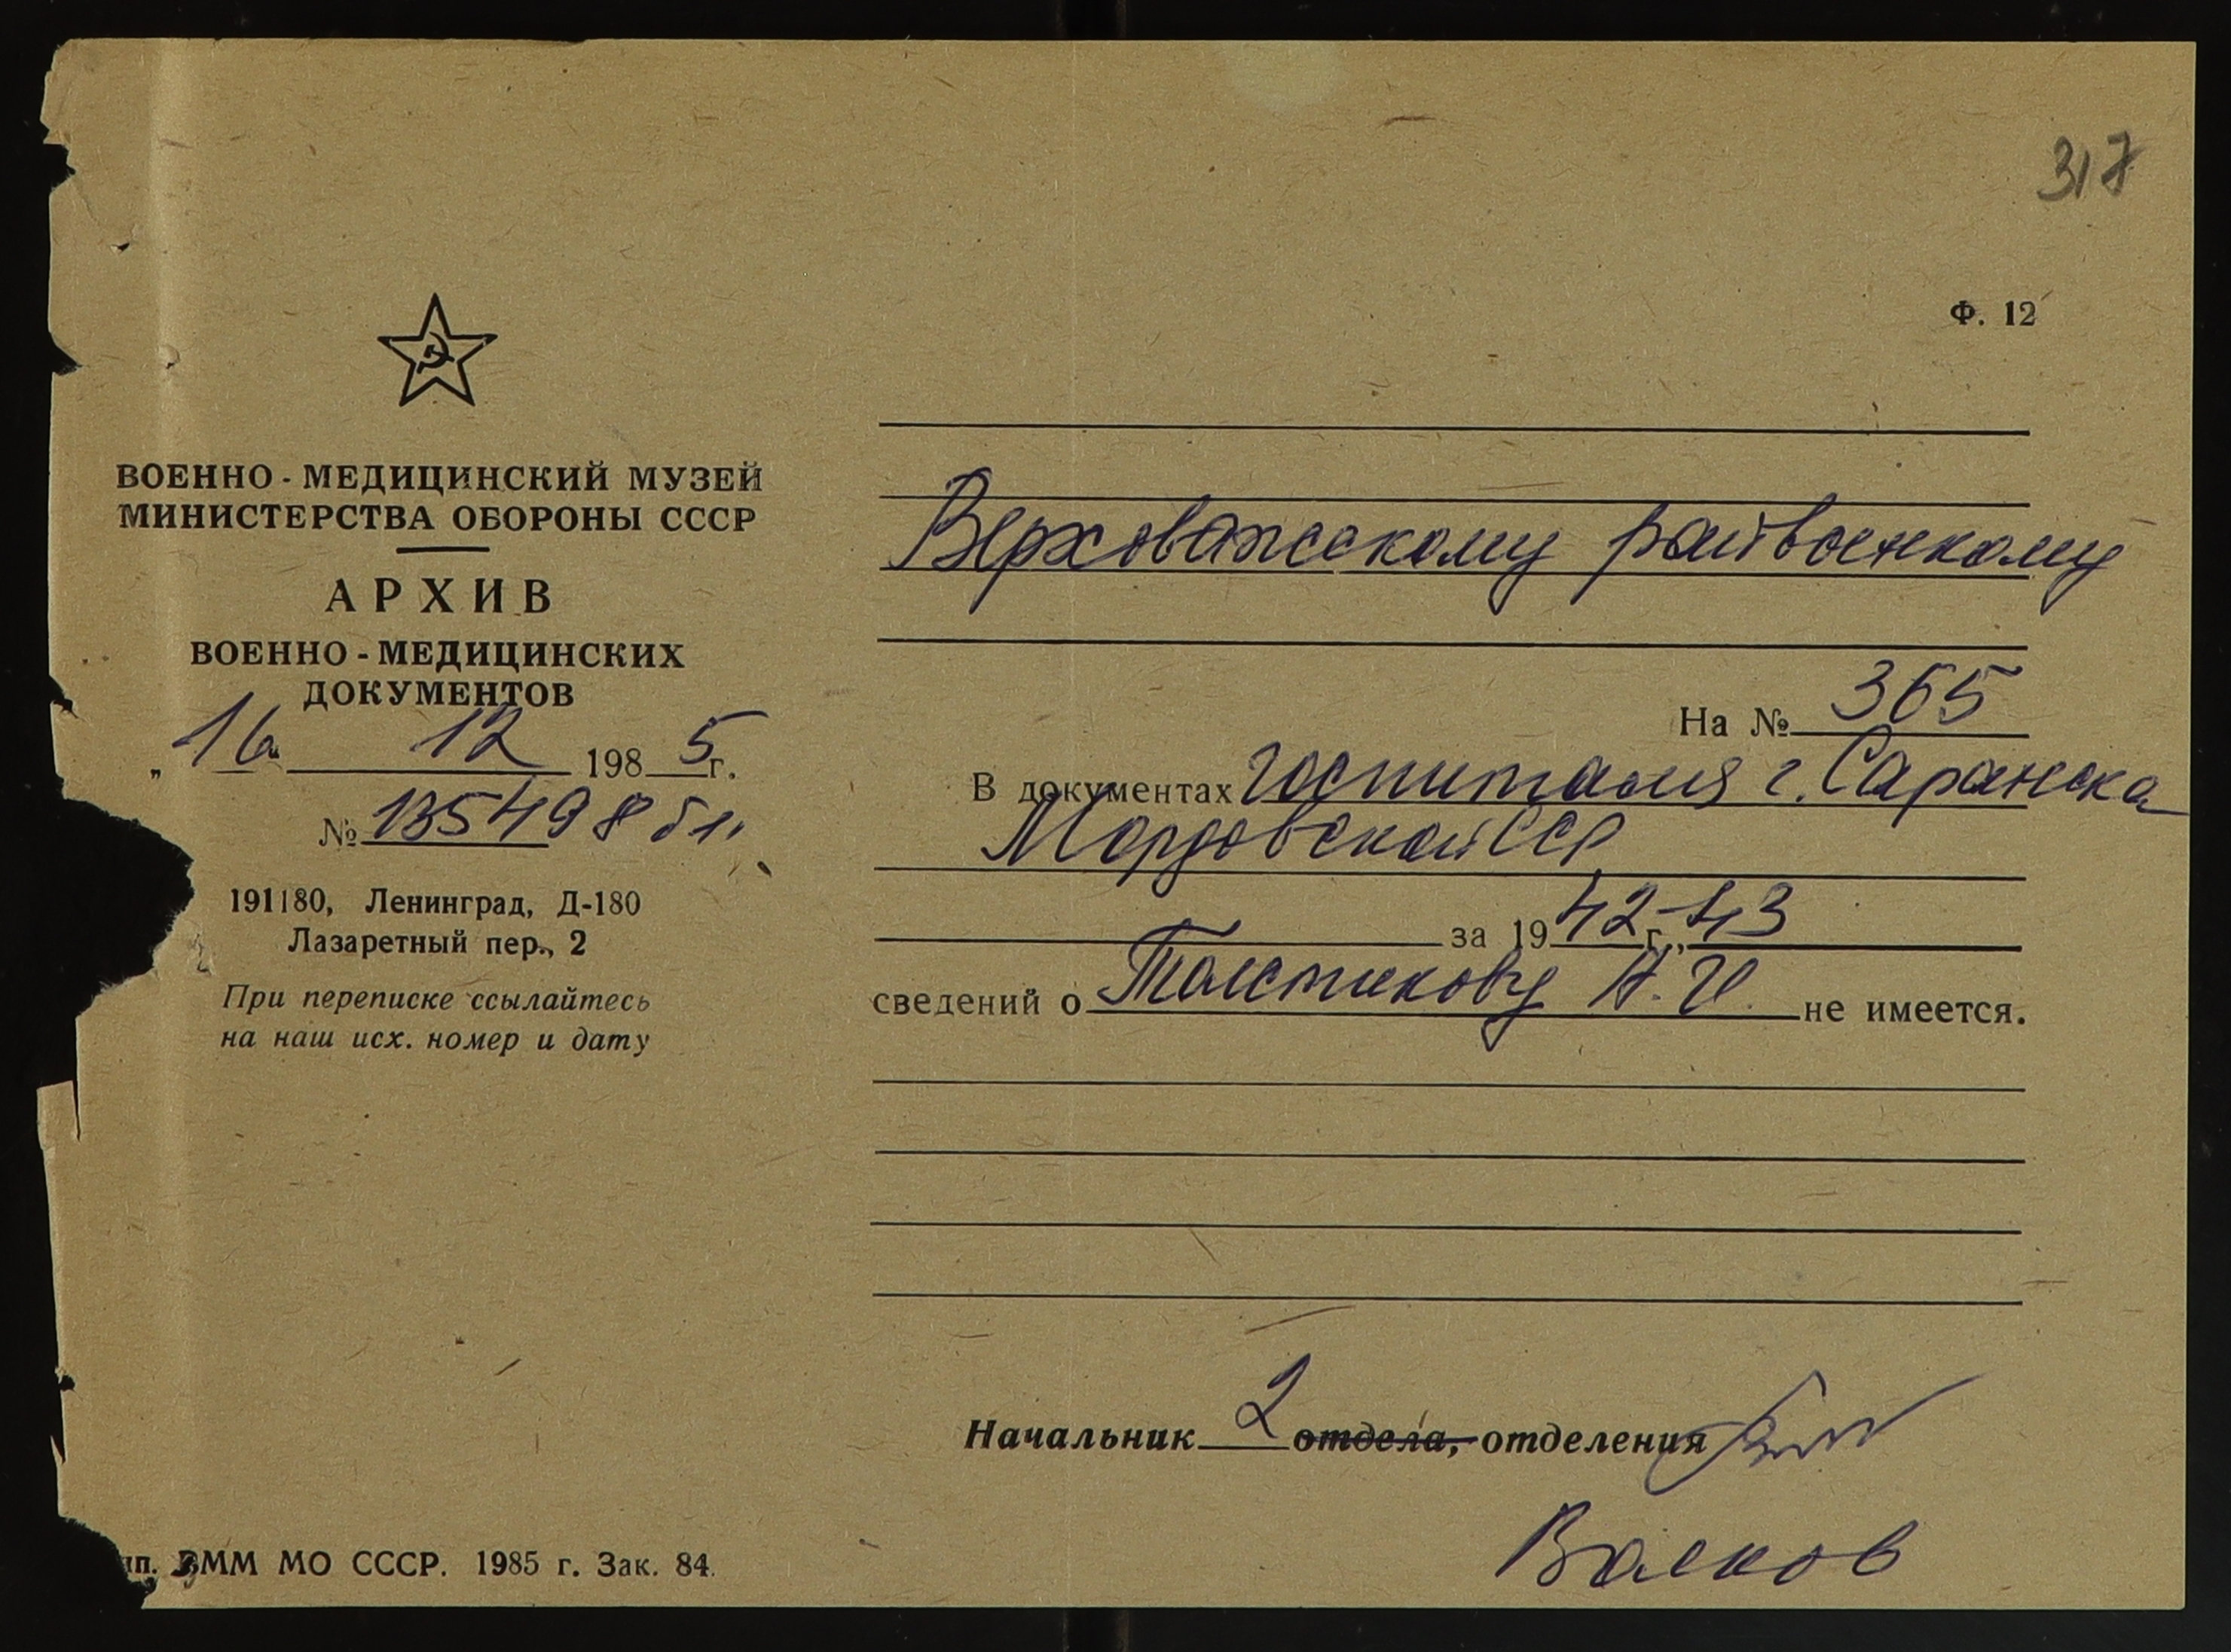 317
Ф. 12
ВОЕННО - МЕДИЦИНСКИЙ МУЗЕЙ
МИНИСТЕРСТВА ОБОРОНЫ СССР
АРХИВ
ВОЕННО - МЕДИЦИНСКИХ
ДОКУМЕНТОВ
„16“ 12 1985 г.
№ 135498
191180, Ленинград, Д-180
Лазаретный пер., 2
При переписке ссылайтесь
на наш исх. номер и дату
Верховажскому райвоенкому
На № 365
В документах госпиталя г. Саранска
Мордовской ССР
за 1942 г., -43
сведений о Толстикову А. И. не имеется.
Начальник 2 отдела, отделения
Волков
ип. ВММ МО СССР. 1985 г. Зак. 84.